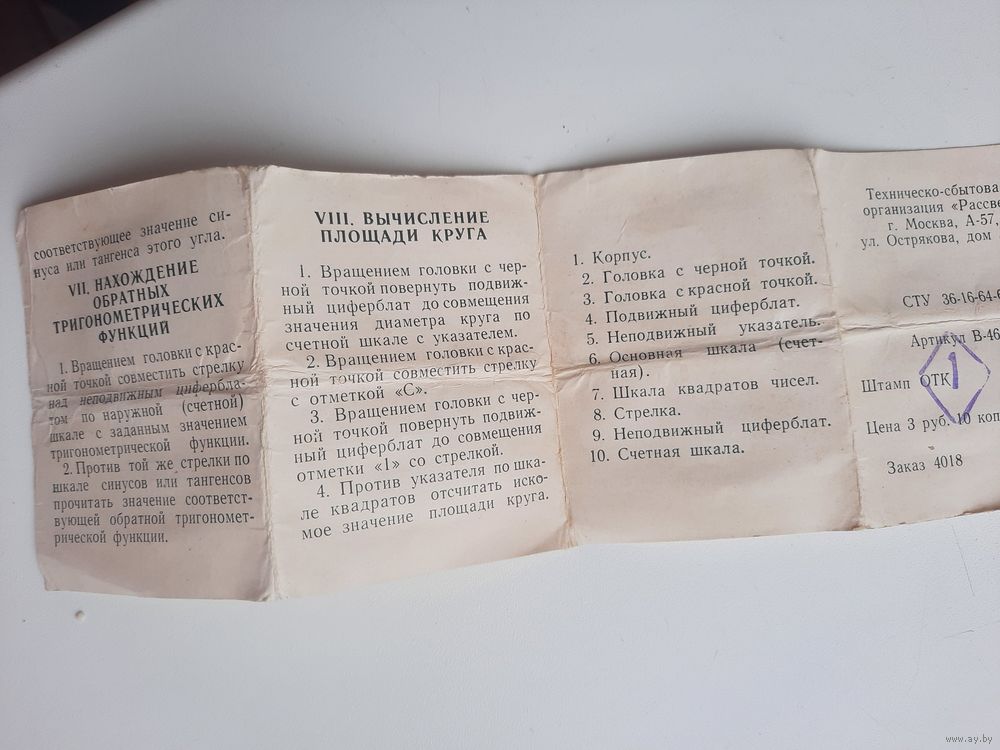 соответствующее значение си-
нуса или тангенса этого угла.
VII. НАХОЖДЕНИЕ
ОБРАТНЫХ
ТРИГОНОМЕТРИЧЕСКИХ
ФУНКЦИЙ
1. Вращением головки с крас-
ной точкой совместить стрелку
над неподвижным цифербла-
том по наружной (счетной)
шкале с заданным значением
тригонометрической функции.
2. Против той же стрелки по
шкале синусов или тангенсов
прочитать значение соответст-
вующей обратной тригономет-
рической функции.
VIII. ВЫЧИСЛЕНИЕ
ПЛОЩАДИ КРУГА
1. Вращением головки с чер-
ной точкой повернуть подвиж-
ный циферблат до совмещения
значения диаметра круга по
счетной шкале с указателем.
2. Вращением головки с крас-
ной точкой совместить стрелку
с отметкой «С».
3. Вращением головки с чер-
ной точкой повернуть подвиж-
ный циферблат до совмещения
отметки «1» со стрелкой.
4. Против указателя по шка-
ле квадратов отсчитать иско-
мое значение площади круга.
1. Корпус.
2. Головка с черной точкой.
3. Головка с красной точкой.
4. Подвижный циферблат.
5. Неподвижный указатель.
6. Основная шкала (счет-
ная).
7. Шкала квадратов чисел.
8. Стрелка.
9. Неподвижный циферблат.
10. Счетная шкала.
Техническо-сбытова
организация «Рассве
г. Москва, А-57,
ул. Острякова, дом
СТУ 36-16-64-6
Артикул В-46
Штамп ОТК 1
Цена 3 руб. 10 коп
Заказ 4018
www.ay.by